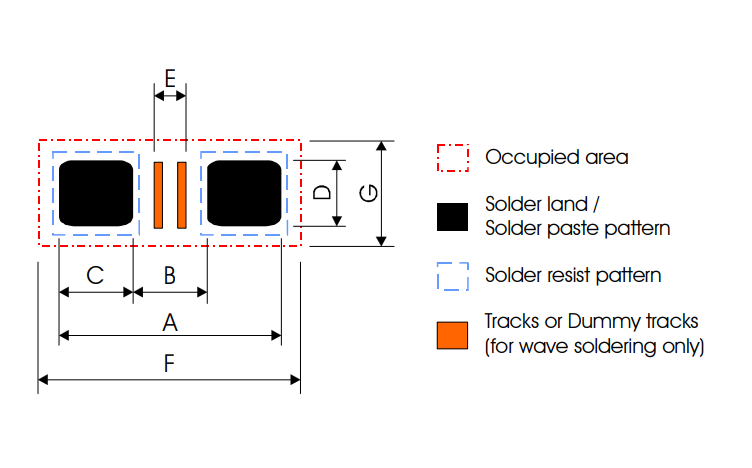 E
D
G
C
B
A
F
Occupied area
Solder land /
Solder paste pattern
Solder resist pattern
Tracks or Dummy tracks
(for wave soldering only)